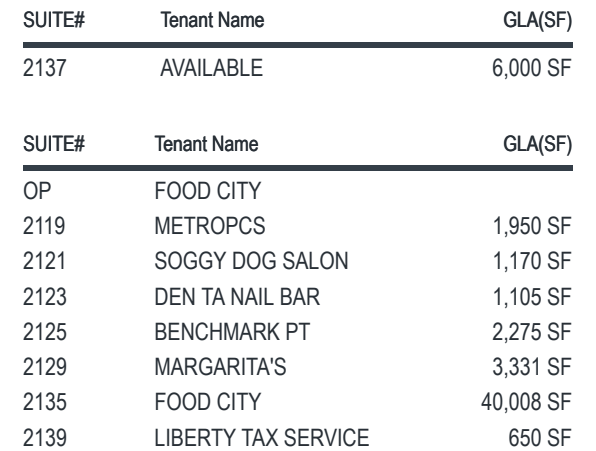 SUITE# Tenant Name GLA(SF)
2137 AVAILABLE 6,000 SF
SUITE# Tenant Name GLA(SF)
OP FOOD CITY
2119 METROPCS 1,950 SF
2121 SOGGY DOG SALON 1,170 SF
2123 DEN TA NAIL BAR 1,105 SF
2125 BENCHMARK PT 2,275 SF
2129 MARGARITA'S 3,331 SF
2135 FOOD CITY 40,008 SF
2139 LIBERTY TAX SERVICE 650 SF